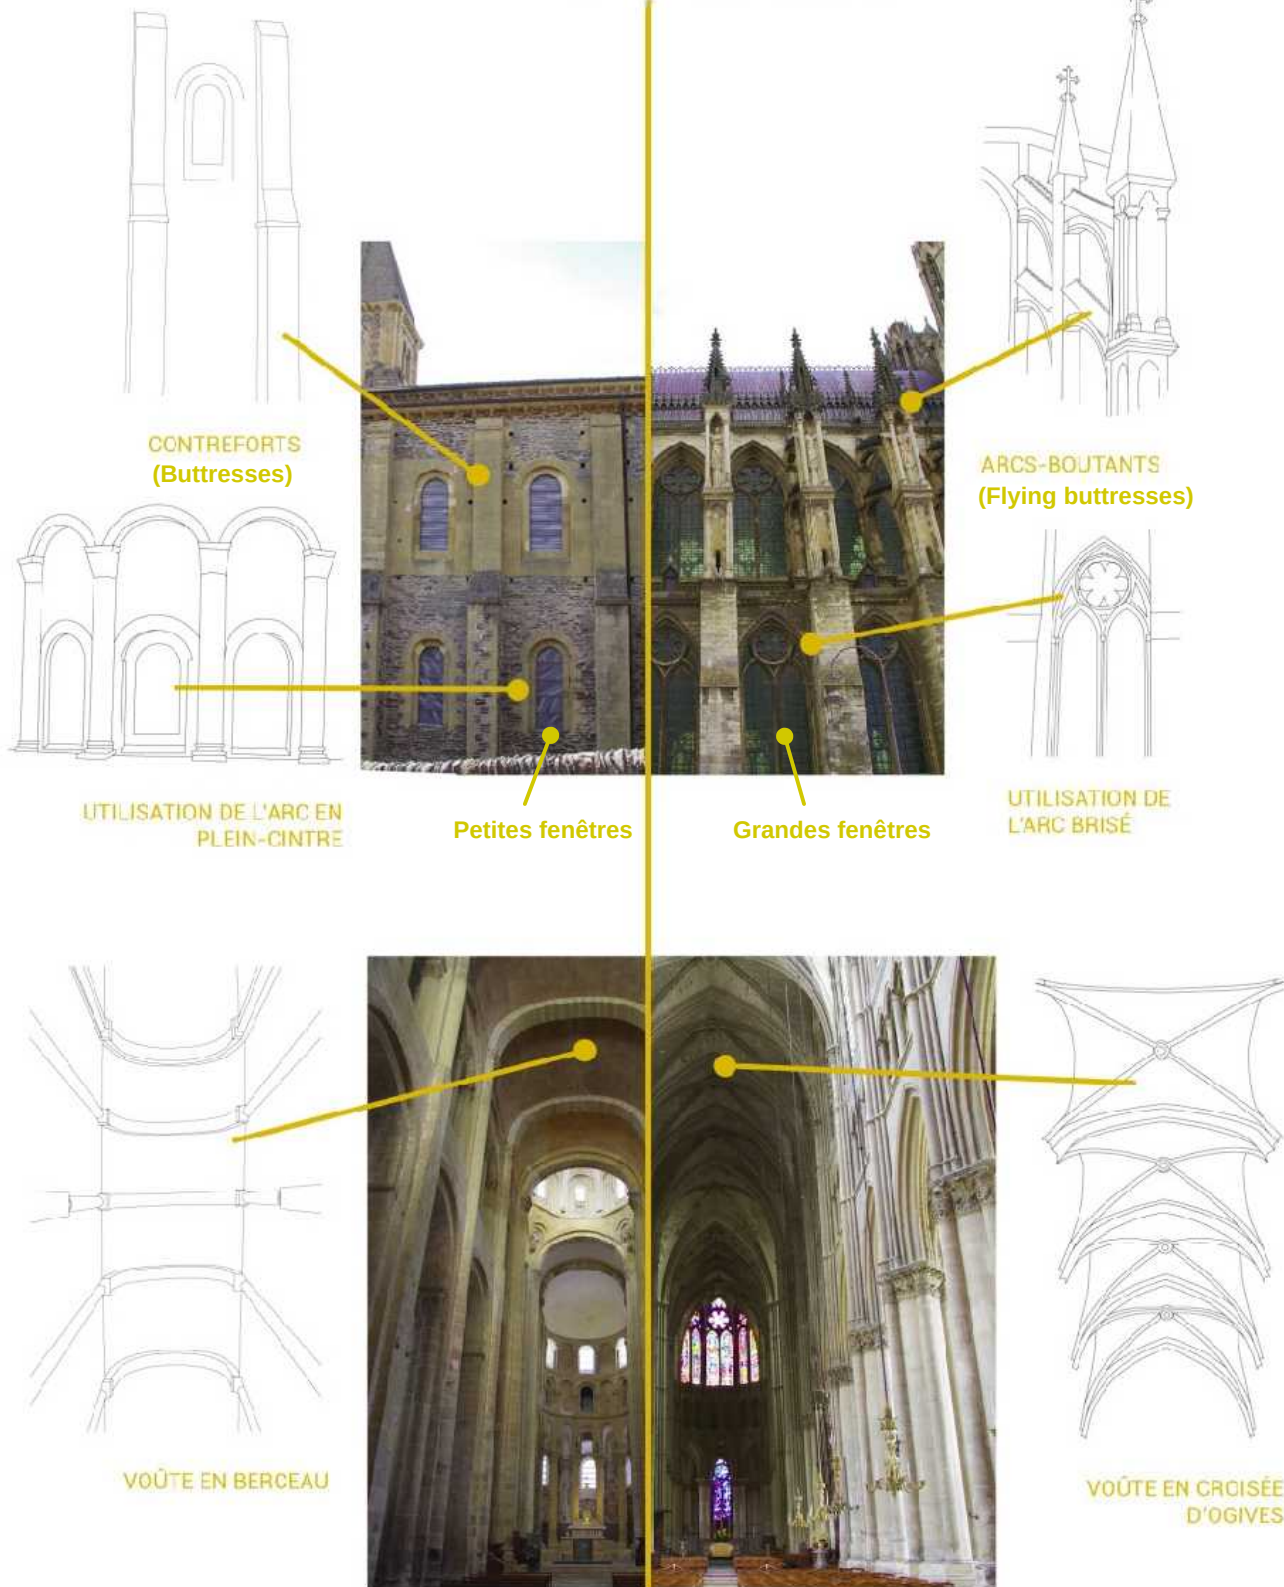 CONTREFORTS
(Buttresses)
ARCS-BOUTANTS
(Flying buttresses)
UTILISATION DE L'ARC EN
PLEIN-CINTRE
Petites fenêtres
Grandes fenêtres
UTILISATION DE
L'ARC BRISÉ
VOÛTE EN BERCEAU
VOÛTE EN CROISÉE
D'OGIVES